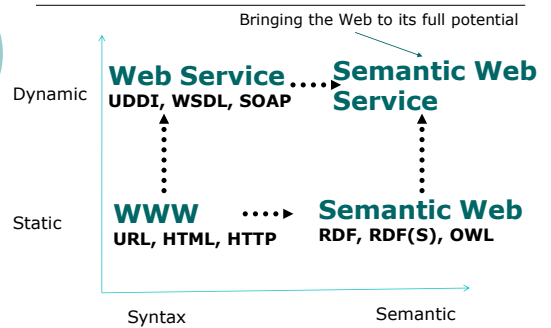 Bringing the Web to its full potential
Web Service
UDDI, WSDL, SOAP
Semantic Web
Service
Dynamic
WWW
URL, HTML, HTTP
Semantic Web
RDF, RDF(S), OWL
Static
Syntax
Semantic